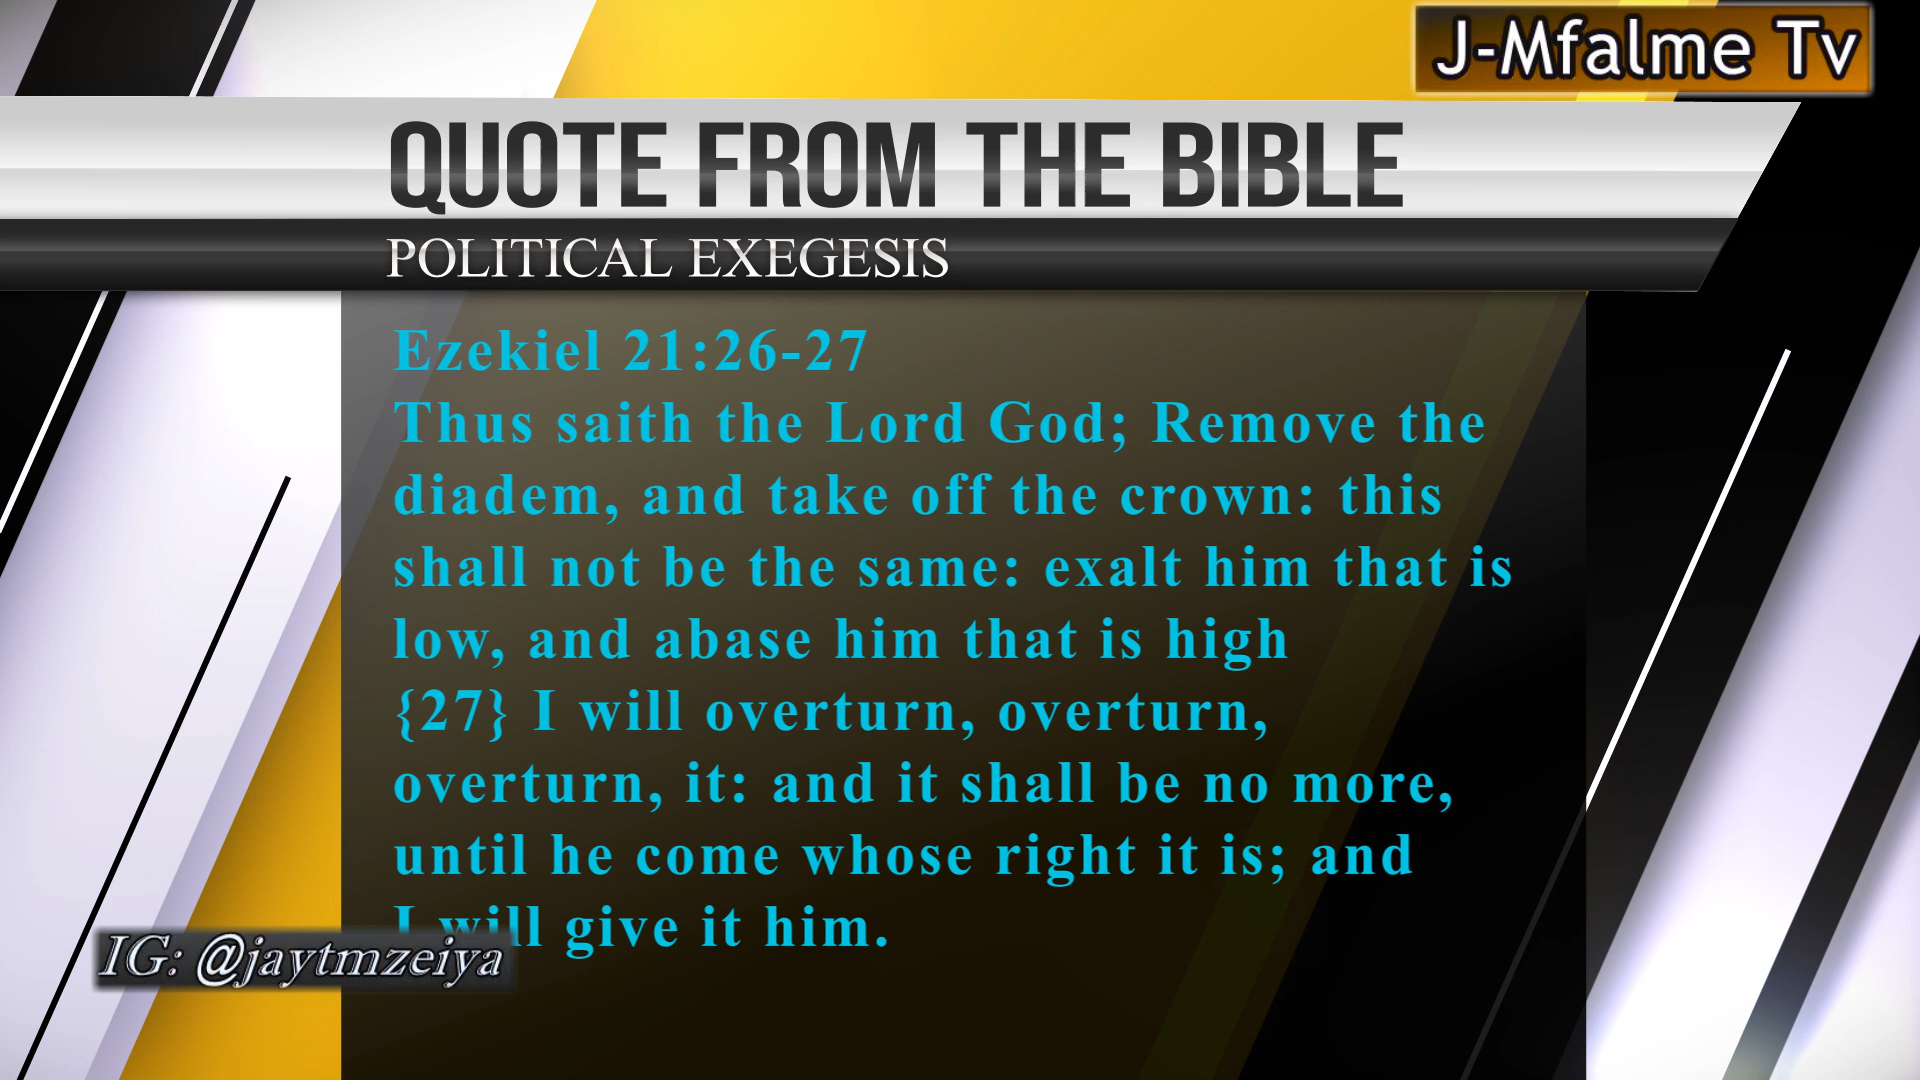 J-Mfalme Tv
QUOTE FROM THE BIBLE
POLITICAL EXEGESIS
Ezekiel 21:26-27
Thus saith the Lord God; Remove the
diadem, and take off the crown: this
shall not be the same: exalt him that is
low, and abase him that is high
{27} I will overturn, overturn,
overturn, it: and it shall be no more,
until he come whose right it is; and
I will give it him.
IG: @jaytmzeiya